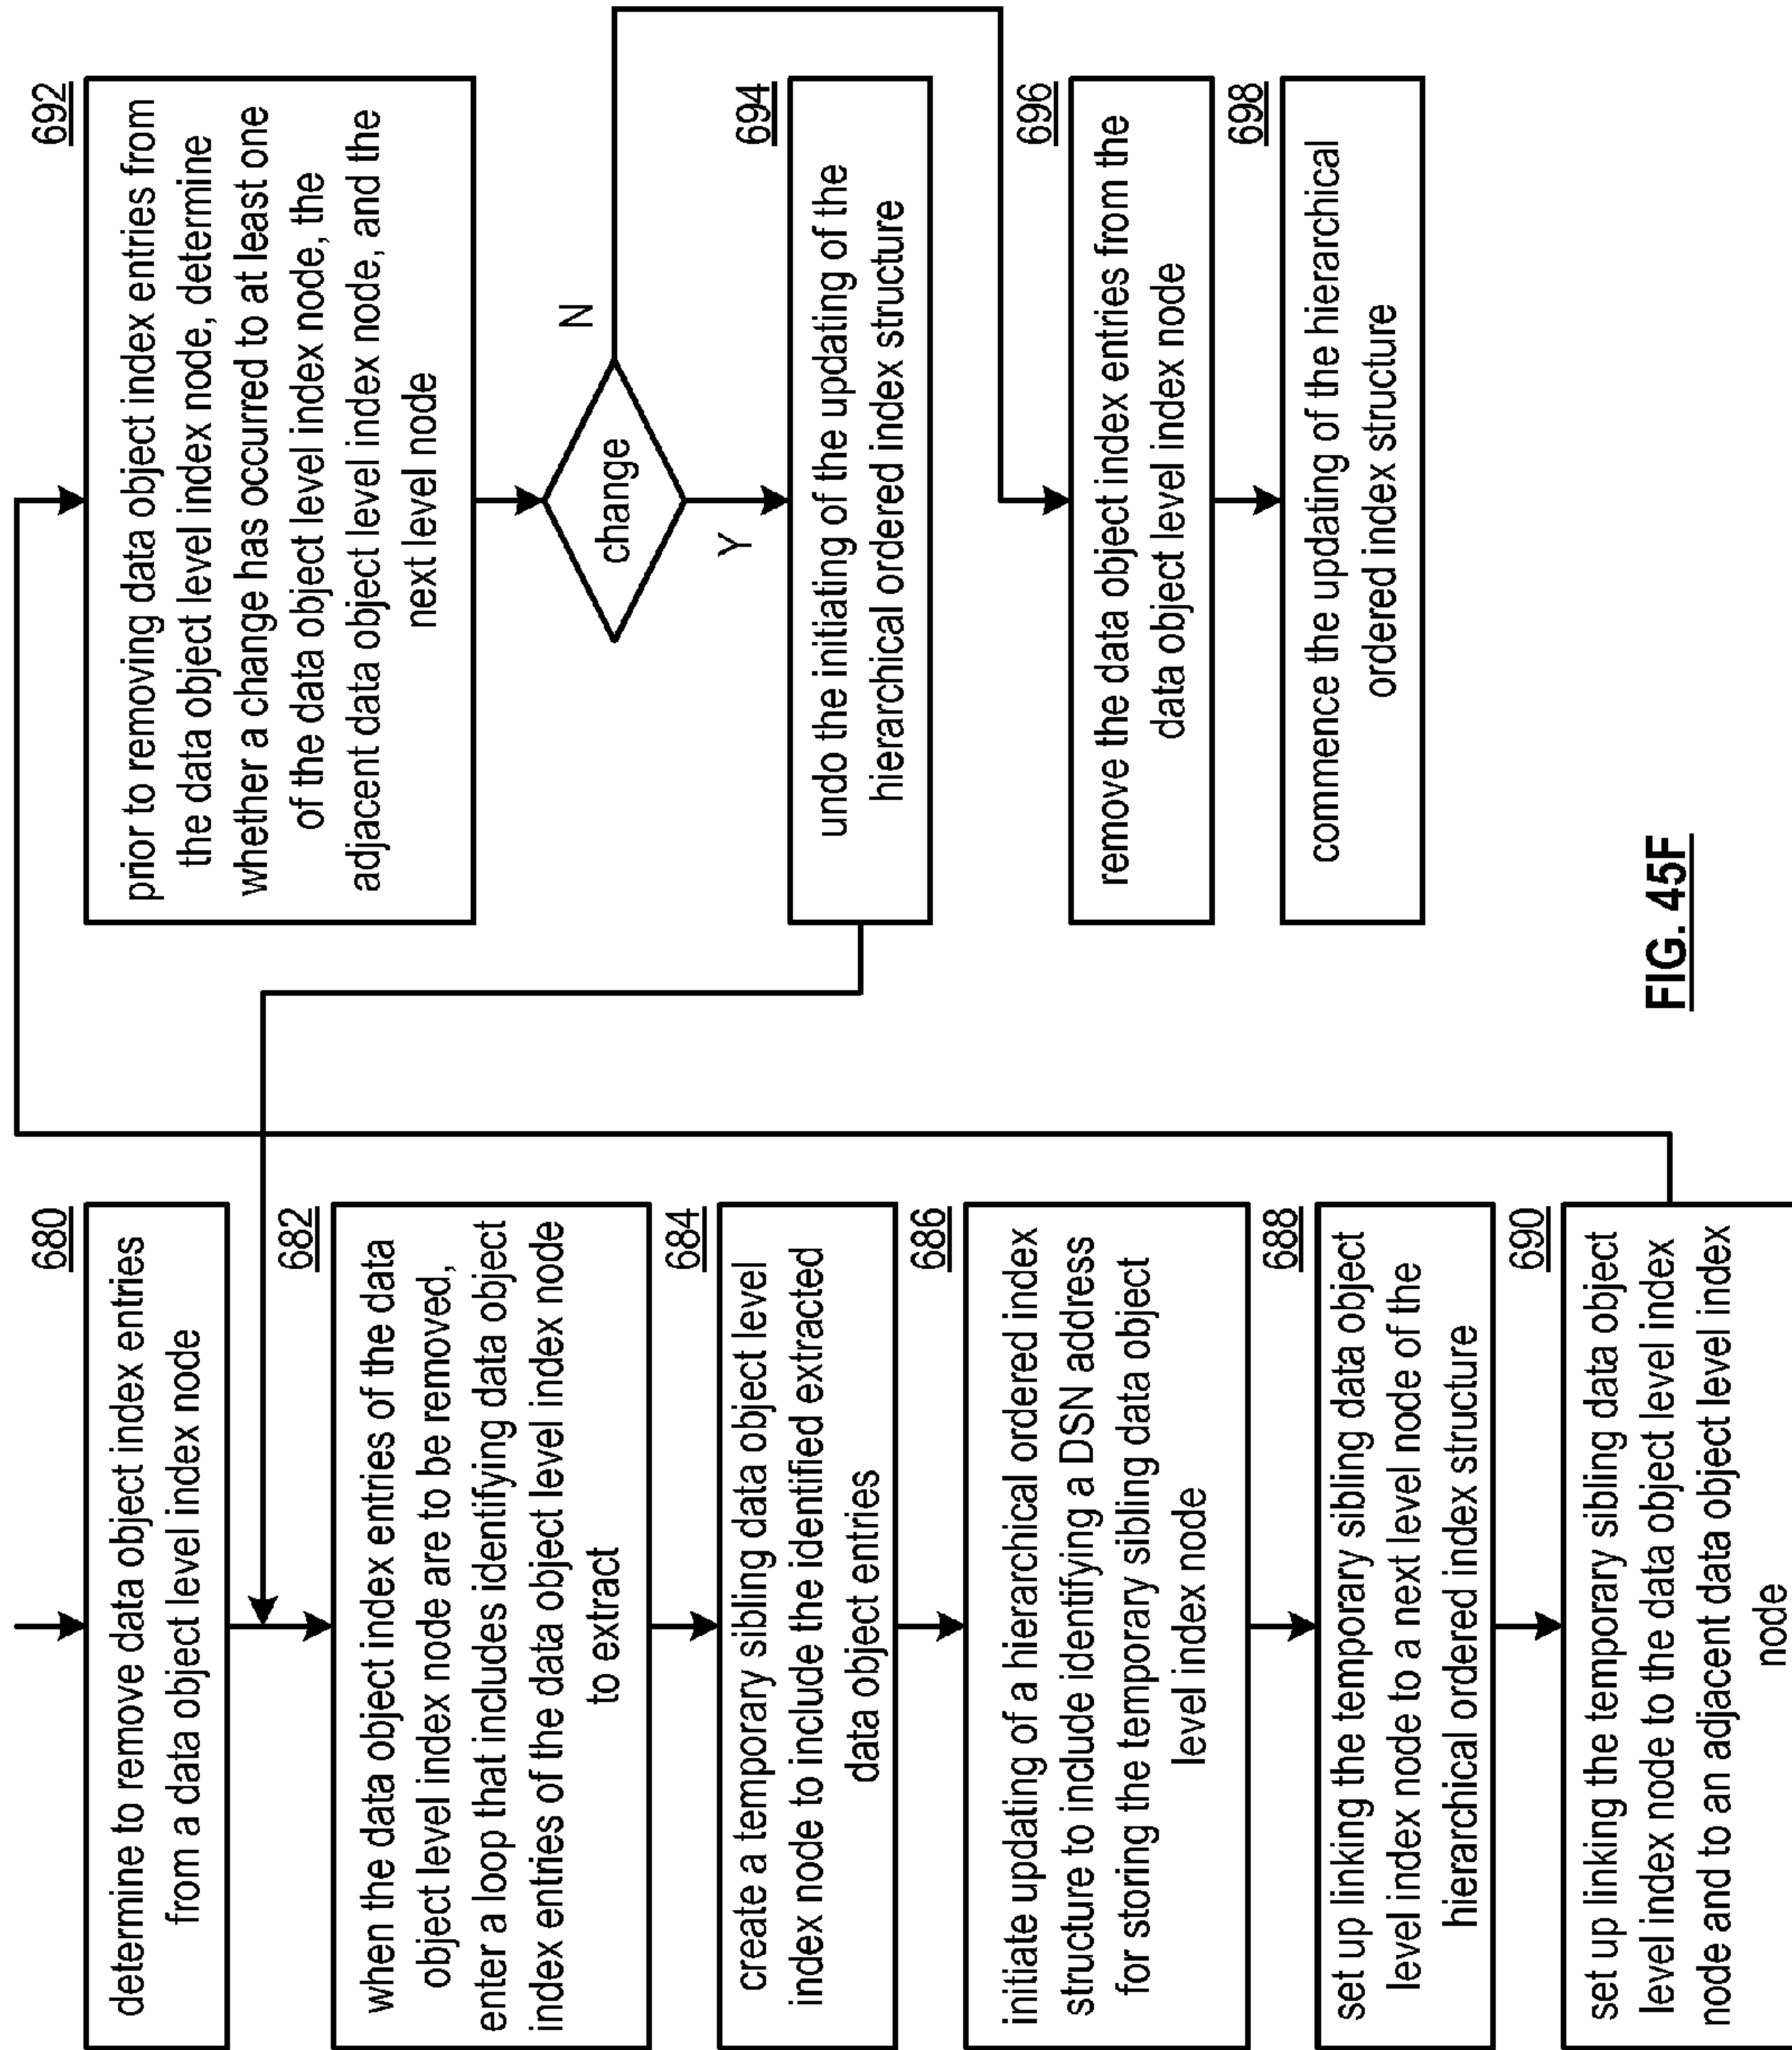 680
determine to remove data object index entries
from a data object level index node
682
when the data object index entries of the data
object level index node are to be removed,
enter a loop that includes identifying data object
index entries of the data object level index node
to extract
684
create a temporary sibling data object level
index node to include the identified extracted
data object entries
686
initiate updating of a hierarchical ordered index
structure to include identifying a DSN address
for storing the temporary sibling data object
level index node
688
set up linking the temporary sibling data object
level index node to a next level node of the
hierarchical ordered index structure
690
set up linking the temporary sibling data object
level index node to the data object level index
node and to an adjacent data object level index
node
692
prior to removing data object index entries from
the data object level index node, determine
whether a change has occurred to at least one
of the data object level index node, the
adjacent data object level index node, and the
next level node
change
N
Y
694
undo the initiating of the updating of the
hierarchical ordered index structure
696
remove the data object index entries from the
data object level index node
698
commence the updating of the hierarchical
ordered index structure
FIG. 45F